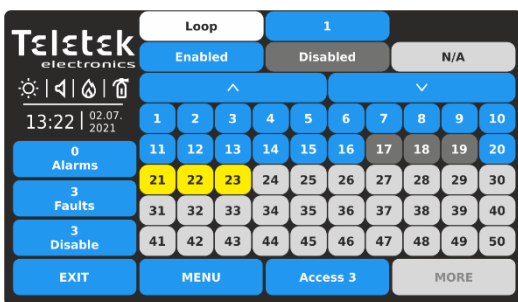 Teletek
electronics
Loop 1
Enabled Disabled N/A
13:22 02.07.
2021
1 2 3 4 5 6 7 8 9 10
11 12 13 14 15 16 17 18 19 20
21 22 23 24 25 26 27 28 29 30
31 32 33 34 35 36 37 38 39 40
41 42 43 44 45 46 47 48 49 50
0
Alarms
3
Faults
3
Disable
EXIT MENU Access 3 MORE